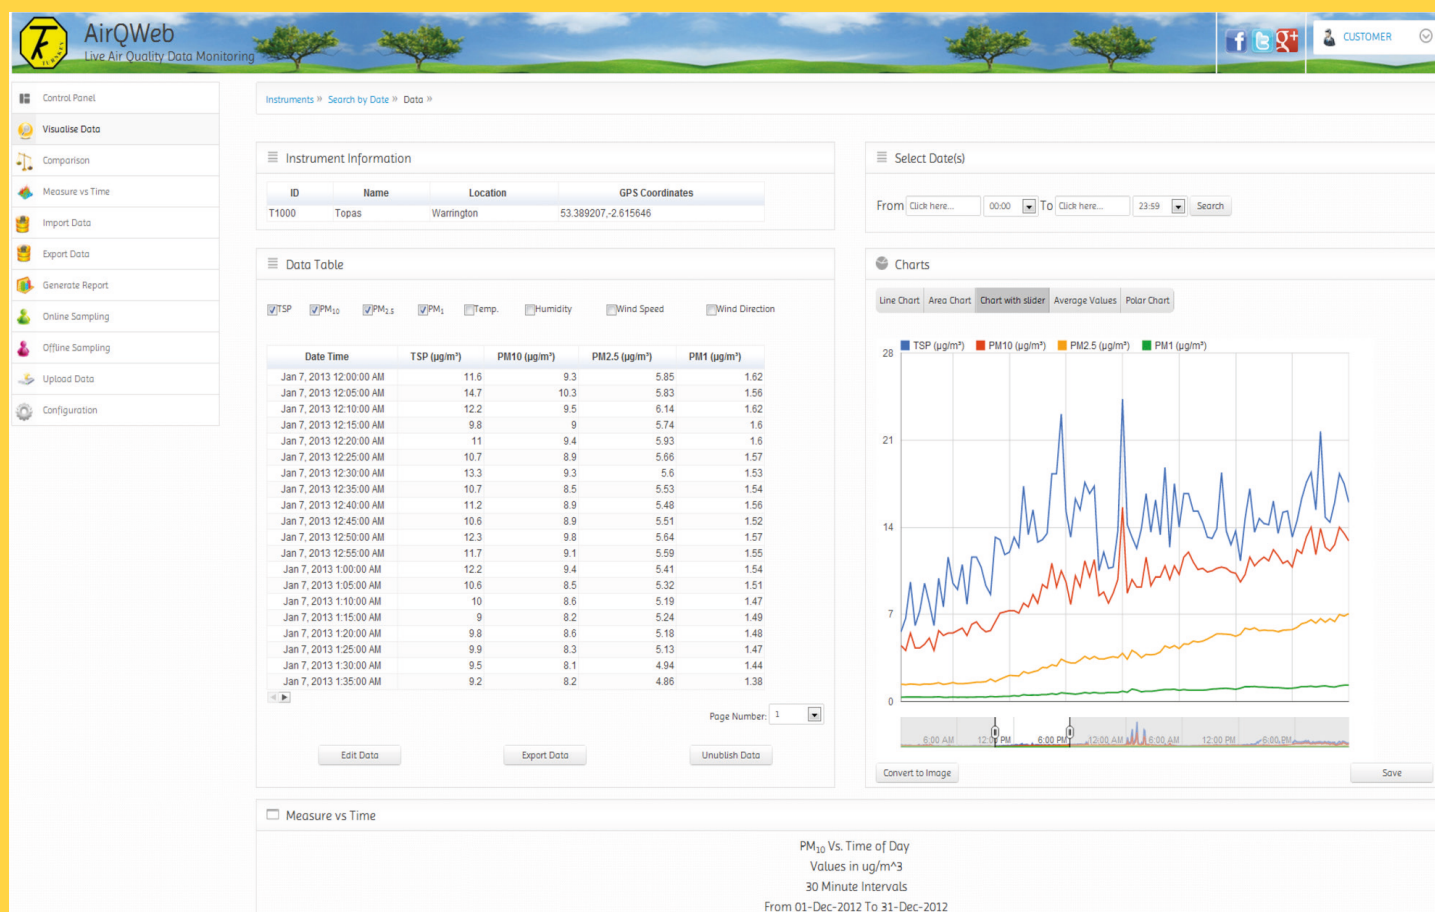 AirQWeb
Live Air Quality Data Monitoring
TURNKEY
CUSTOMER
Control Panel
Visualise Data
Comparison
Measure vs Time
Import Data
Export Data
Generate Report
Online Sampling
Offline Sampling
Upload Data
Configuration
Instruments » Search by Date » Data »
Instrument Information
ID Name Location GPS Coordinates
T1000 Topas Warrington 53.389207,-2.615646
Select Date(s)
From Click here... 00:00 To Click here... 23:59 Search
Data Table
TSP PM10 PM2.5 PM1 Temp. Humidity Wind Speed Wind Direction
Date Time TSP (µg/m³) PM10 (µg/m³) PM2.5 (µg/m³) PM1 (µg/m³)
Jan 7, 2013 12:00:00 AM 11.6 9.3 5.85 1.62
Jan 7, 2013 12:05:00 AM 14.7 10.3 5.83 1.56
Jan 7, 2013 12:10:00 AM 12.2 9.5 6.14 1.62
Jan 7, 2013 12:15:00 AM 9.8 9 5.74 1.6
Jan 7, 2013 12:20:00 AM 11 9.4 5.93 1.6
Jan 7, 2013 12:25:00 AM 10.7 8.9 5.66 1.57
Jan 7, 2013 12:30:00 AM 13.3 9.3 5.6 1.53
Jan 7, 2013 12:35:00 AM 10.7 8.5 5.53 1.54
Jan 7, 2013 12:40:00 AM 11.2 8.9 5.48 1.56
Jan 7, 2013 12:45:00 AM 10.6 8.9 5.51 1.52
Jan 7, 2013 12:50:00 AM 12.3 9.8 5.64 1.57
Jan 7, 2013 12:55:00 AM 11.7 9.1 5.59 1.55
Jan 7, 2013 1:00:00 AM 12.2 9.4 5.41 1.54
Jan 7, 2013 1:05:00 AM 10.6 8.5 5.32 1.51
Jan 7, 2013 1:10:00 AM 10 8.6 5.19 1.47
Jan 7, 2013 1:15:00 AM 9 8.2 5.24 1.49
Jan 7, 2013 1:20:00 AM 9.8 8.6 5.18 1.48
Jan 7, 2013 1:25:00 AM 9.9 8.3 5.13 1.47
Jan 7, 2013 1:30:00 AM 9.5 8.1 4.94 1.44
Jan 7, 2013 1:35:00 AM 9.2 8.2 4.86 1.38
Page Number: 1
Edit Data Export Data Unublish Data
Charts
Line Chart Area Chart Chart with slider Average Values Polar Chart
TSP (µg/m³) PM10 (µg/m³) PM2.5 (µg/m³) PM1 (µg/m³)
28
21
14
7
0
6:00 AM 12:00 PM 6:00 PM 12:00 AM 6:00 AM 12:00 PM 6:00 PM
Convert to Image Save
Measure vs Time
PM10 Vs. Time of Day
Values in ug/m^3
30 Minute Intervals
From 01-Dec-2012 To 31-Dec-2012